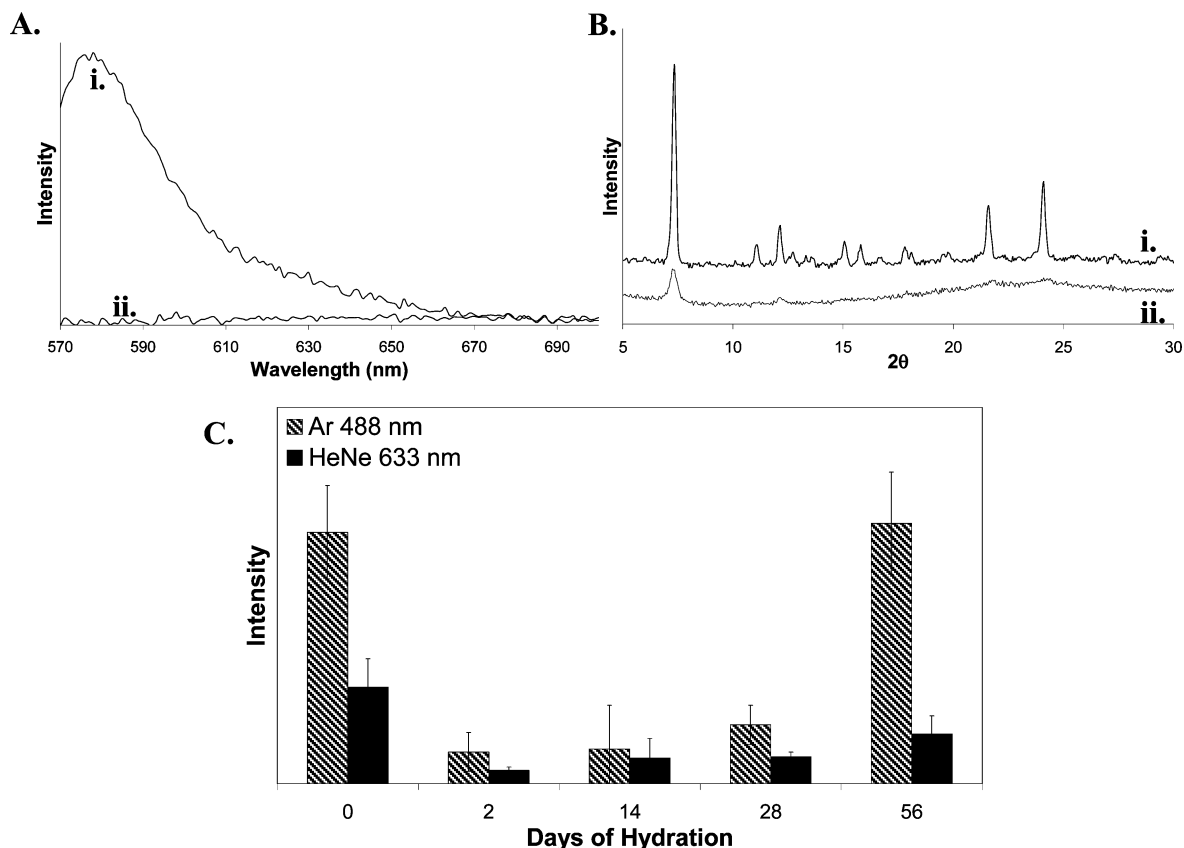 A.
i.
ii.
Intensity
570 590 610 630 650 670 690
Wavelength (nm)
B.
i.
ii.
Intensity
5 10 15 20 25 30
2θ
C.
Ar 488 nm
HeNe 633 nm
Intensity
0 2 14 28 56
Days of Hydration